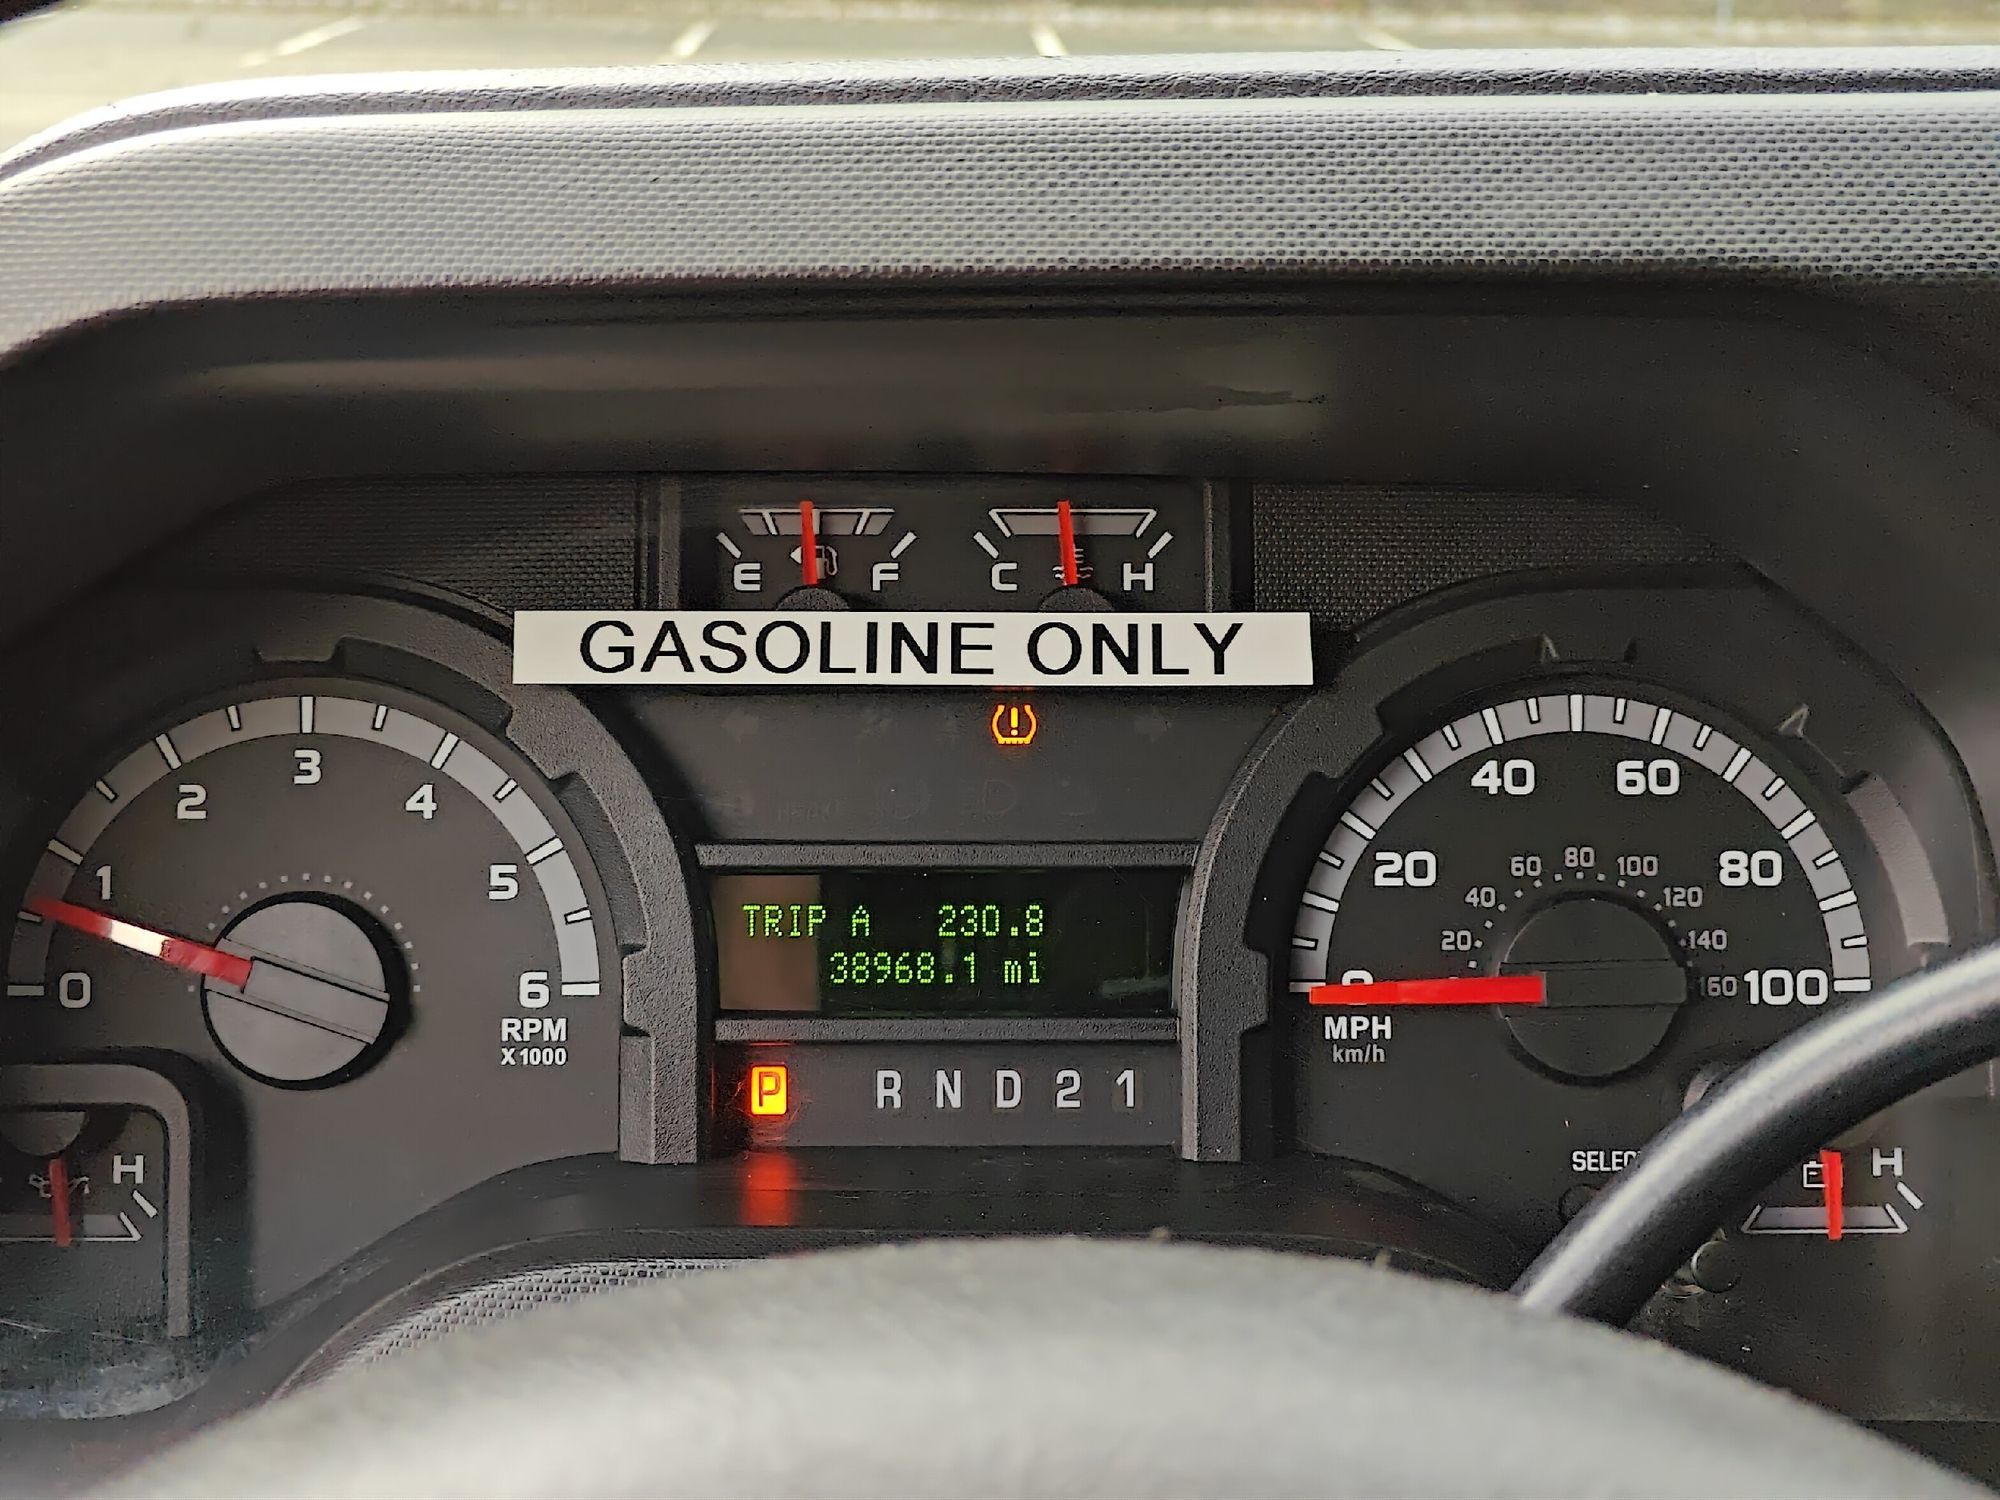 E F C H
GASOLINE ONLY
0 1 2 3 4 5 6
RPM
X1000
TRIP A 230.8
38968.1 mi
P R N D 2 1
20 40 60 80 100
20 40 60 80 100 120 140 160
MPH
km/h
H
H